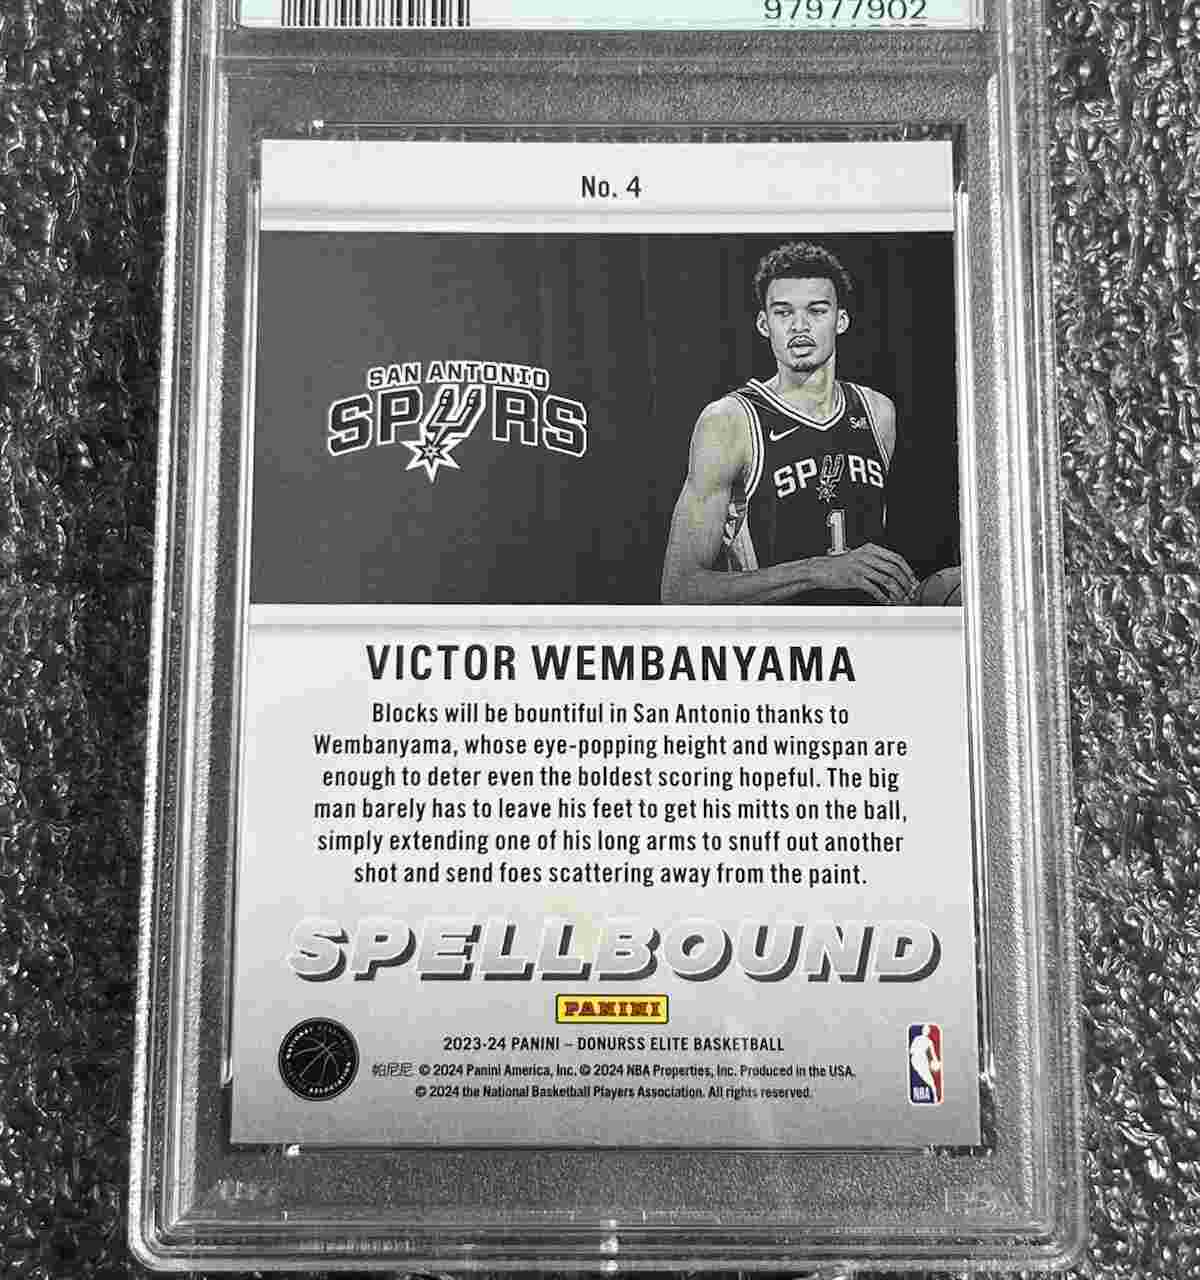 97977902
No. 4
SAN ANTONIO
SPURS
Self
SPURS
1
VICTOR WEMBANYAMA
Blocks will be bountiful in San Antonio thanks to
Wembanyama, whose eye-popping height and wingspan are
enough to deter even the boldest scoring hopeful. The big
man barely has to leave his feet to get his mitts on the ball,
simply extending one of his long arms to snuff out another
shot and send foes scattering away from the paint.
SPELLBOUND
PANINI
2023-24 PANINI – DONURSS ELITE BASKETBALL
帕尼尼 © 2024 Panini America, Inc. © 2024 NBA Properties, Inc. Produced in the USA.
© 2024 the National Basketball Players Association. All rights reserved.
NATIONAL
ASSOCIATION
NBA